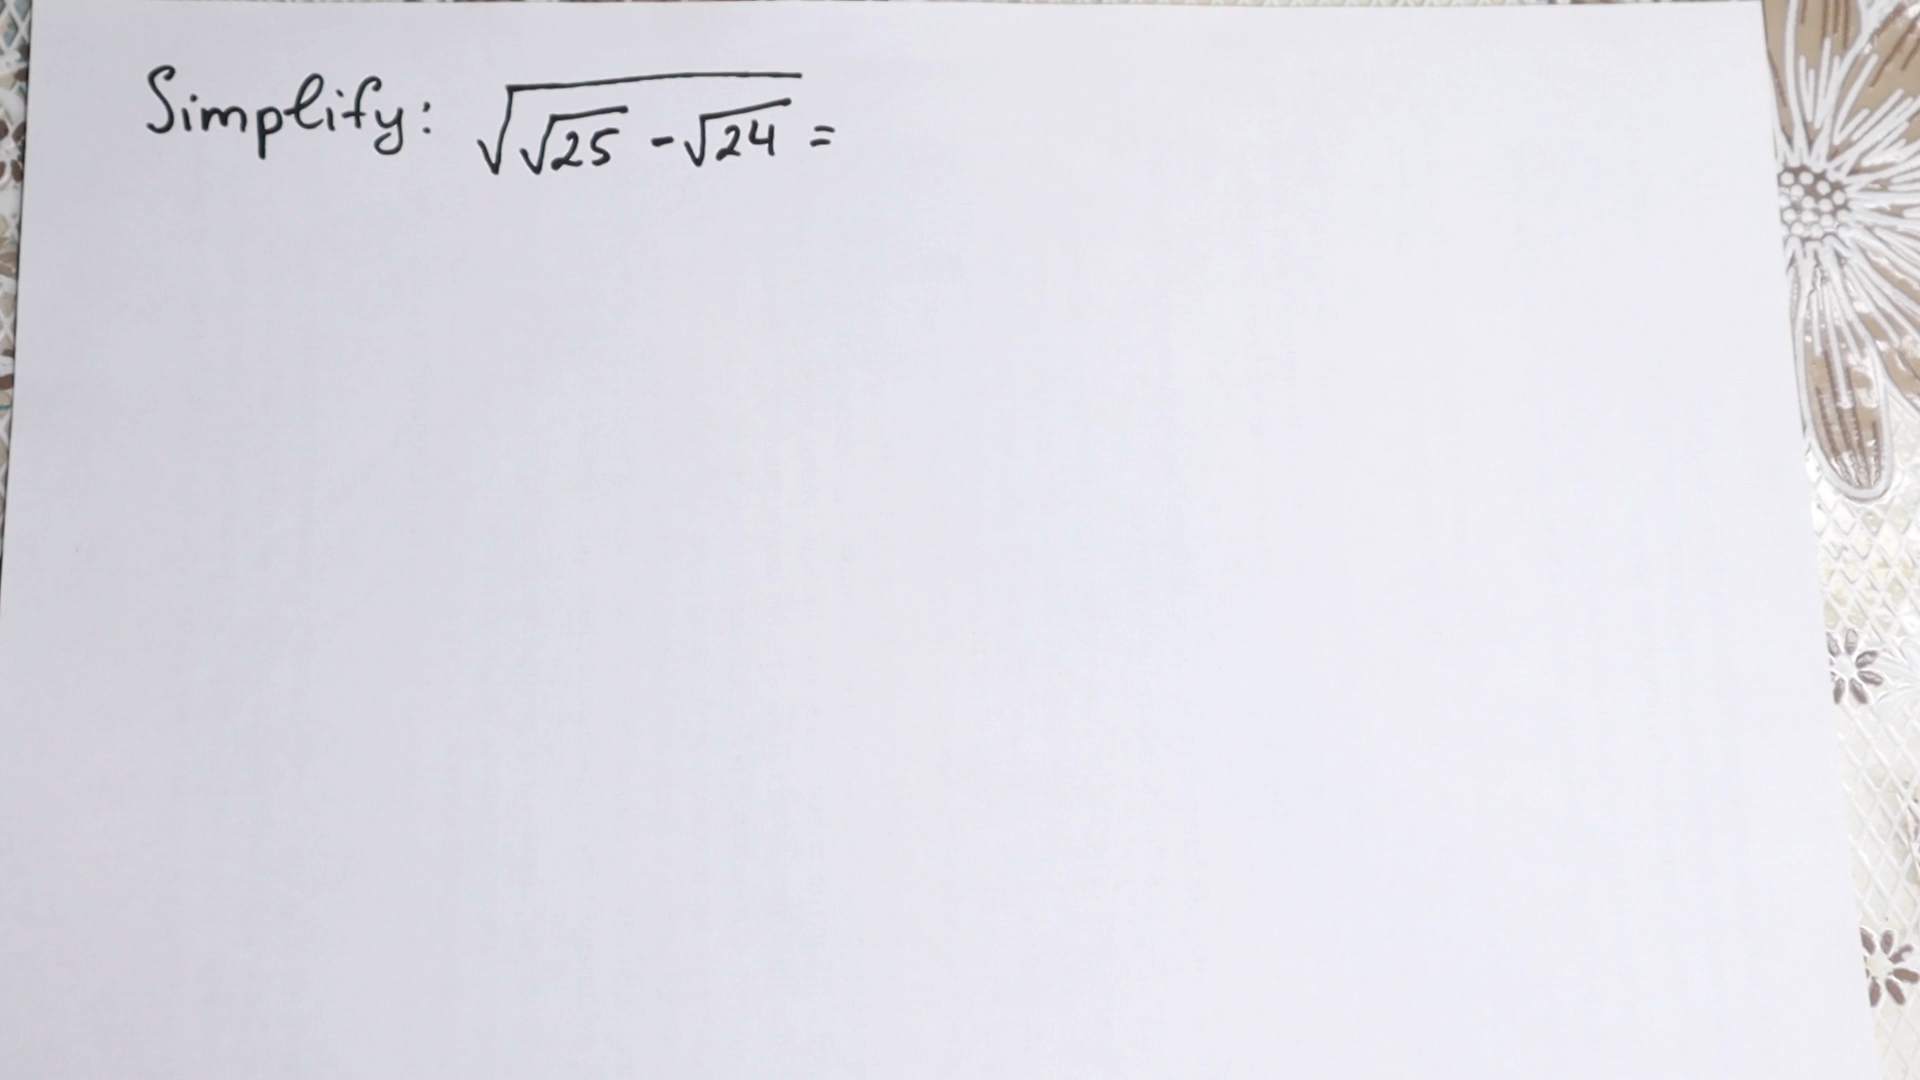 Simplify: √(√25 - √24) =